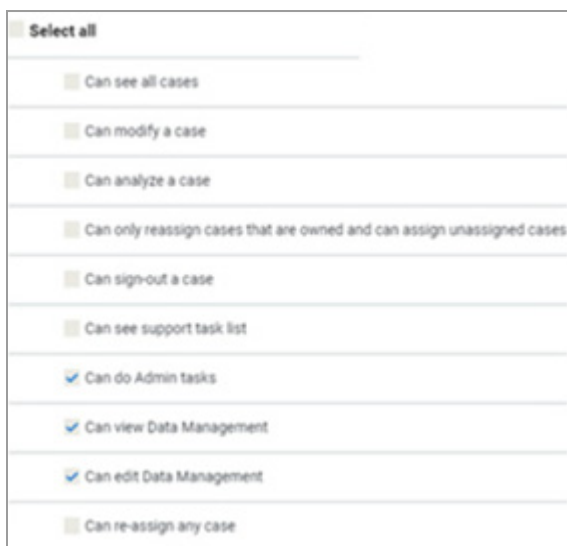 Select all
Can see all cases
Can modify a case
Can analyze a case
Can only reassign cases that are owned and can assign unassigned cases
Can sign-out a case
Can see support task list
Can do Admin tasks
Can view Data Management
Can edit Data Management
Can re-assign any case